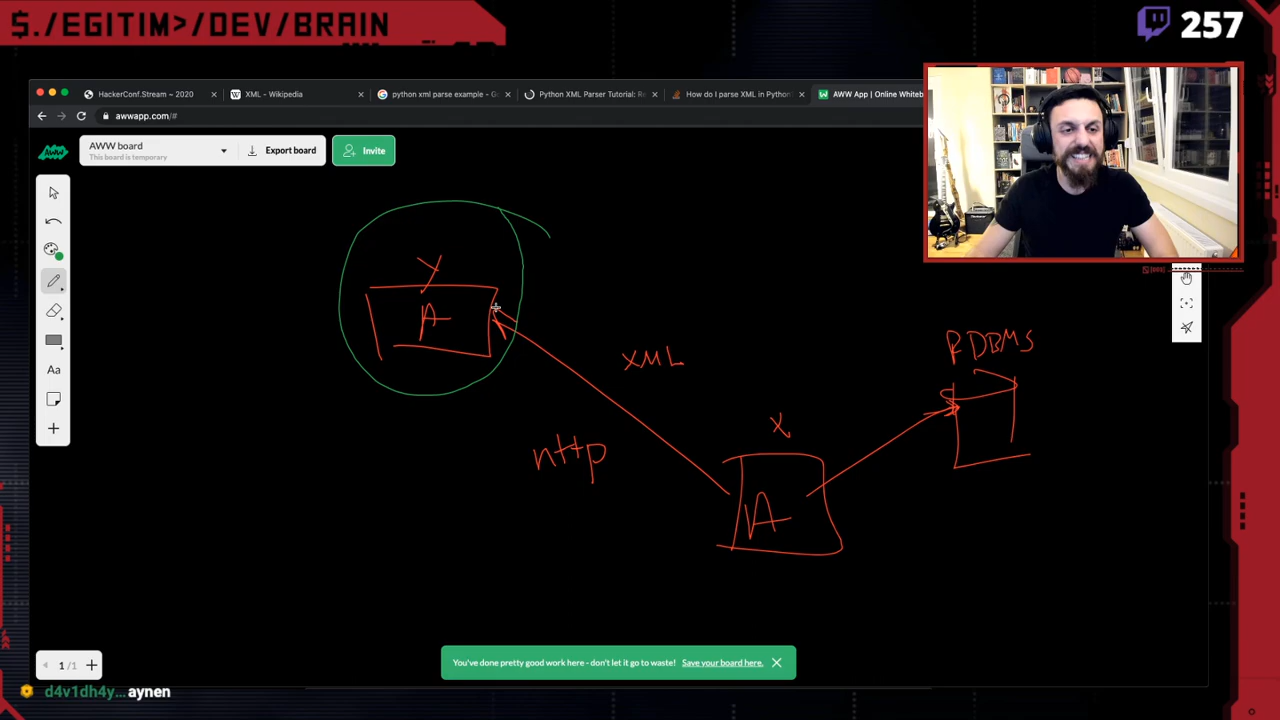 $./EGITIM>/DEV/BRAIN
257
HackerConf.Stream ~ 2020
XML - Wikipedia
python xml parse example - G
Python XML Parser Tutorial: Re
How do I parse XML in Python
AWW App | Online Whiteb
awwapp.com/#
AWW board
This board is temporary
Export board
Invite
Aa
Y
A
XML
http
X
A
RDBMS
1/1
You've done pretty good work here - don't let it go to waste! Save your board here.
d4v1dh4y... aynen